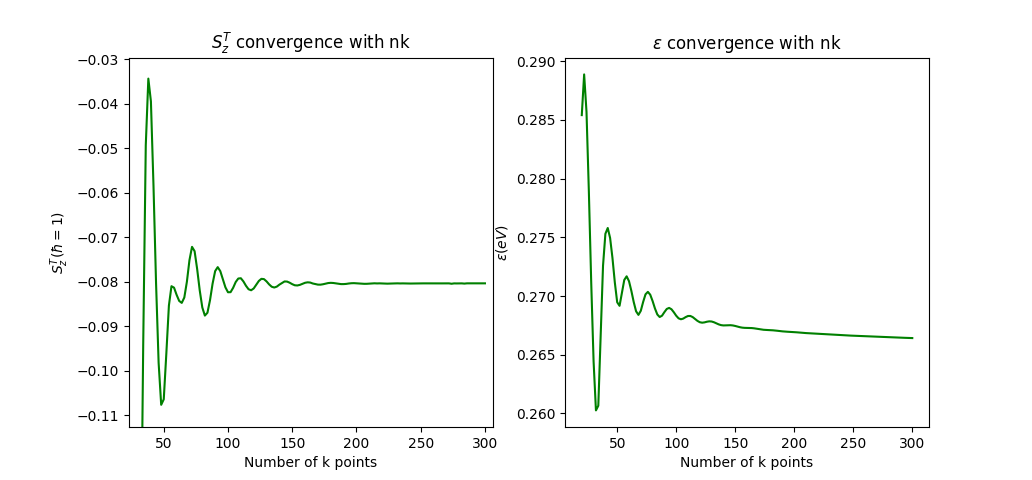 $S_z^T$ convergence with nk
−0.03
−0.04
−0.05
−0.06
−0.07
−0.08
−0.09
−0.10
−0.11
$S_z^T(\hbar = 1)$
50 100 150 200 250 300
Number of k points
ε convergence with nk
0.290
0.285
0.280
0.275
0.270
0.265
0.260
ε(eV)
50 100 150 200 250 300
Number of k points